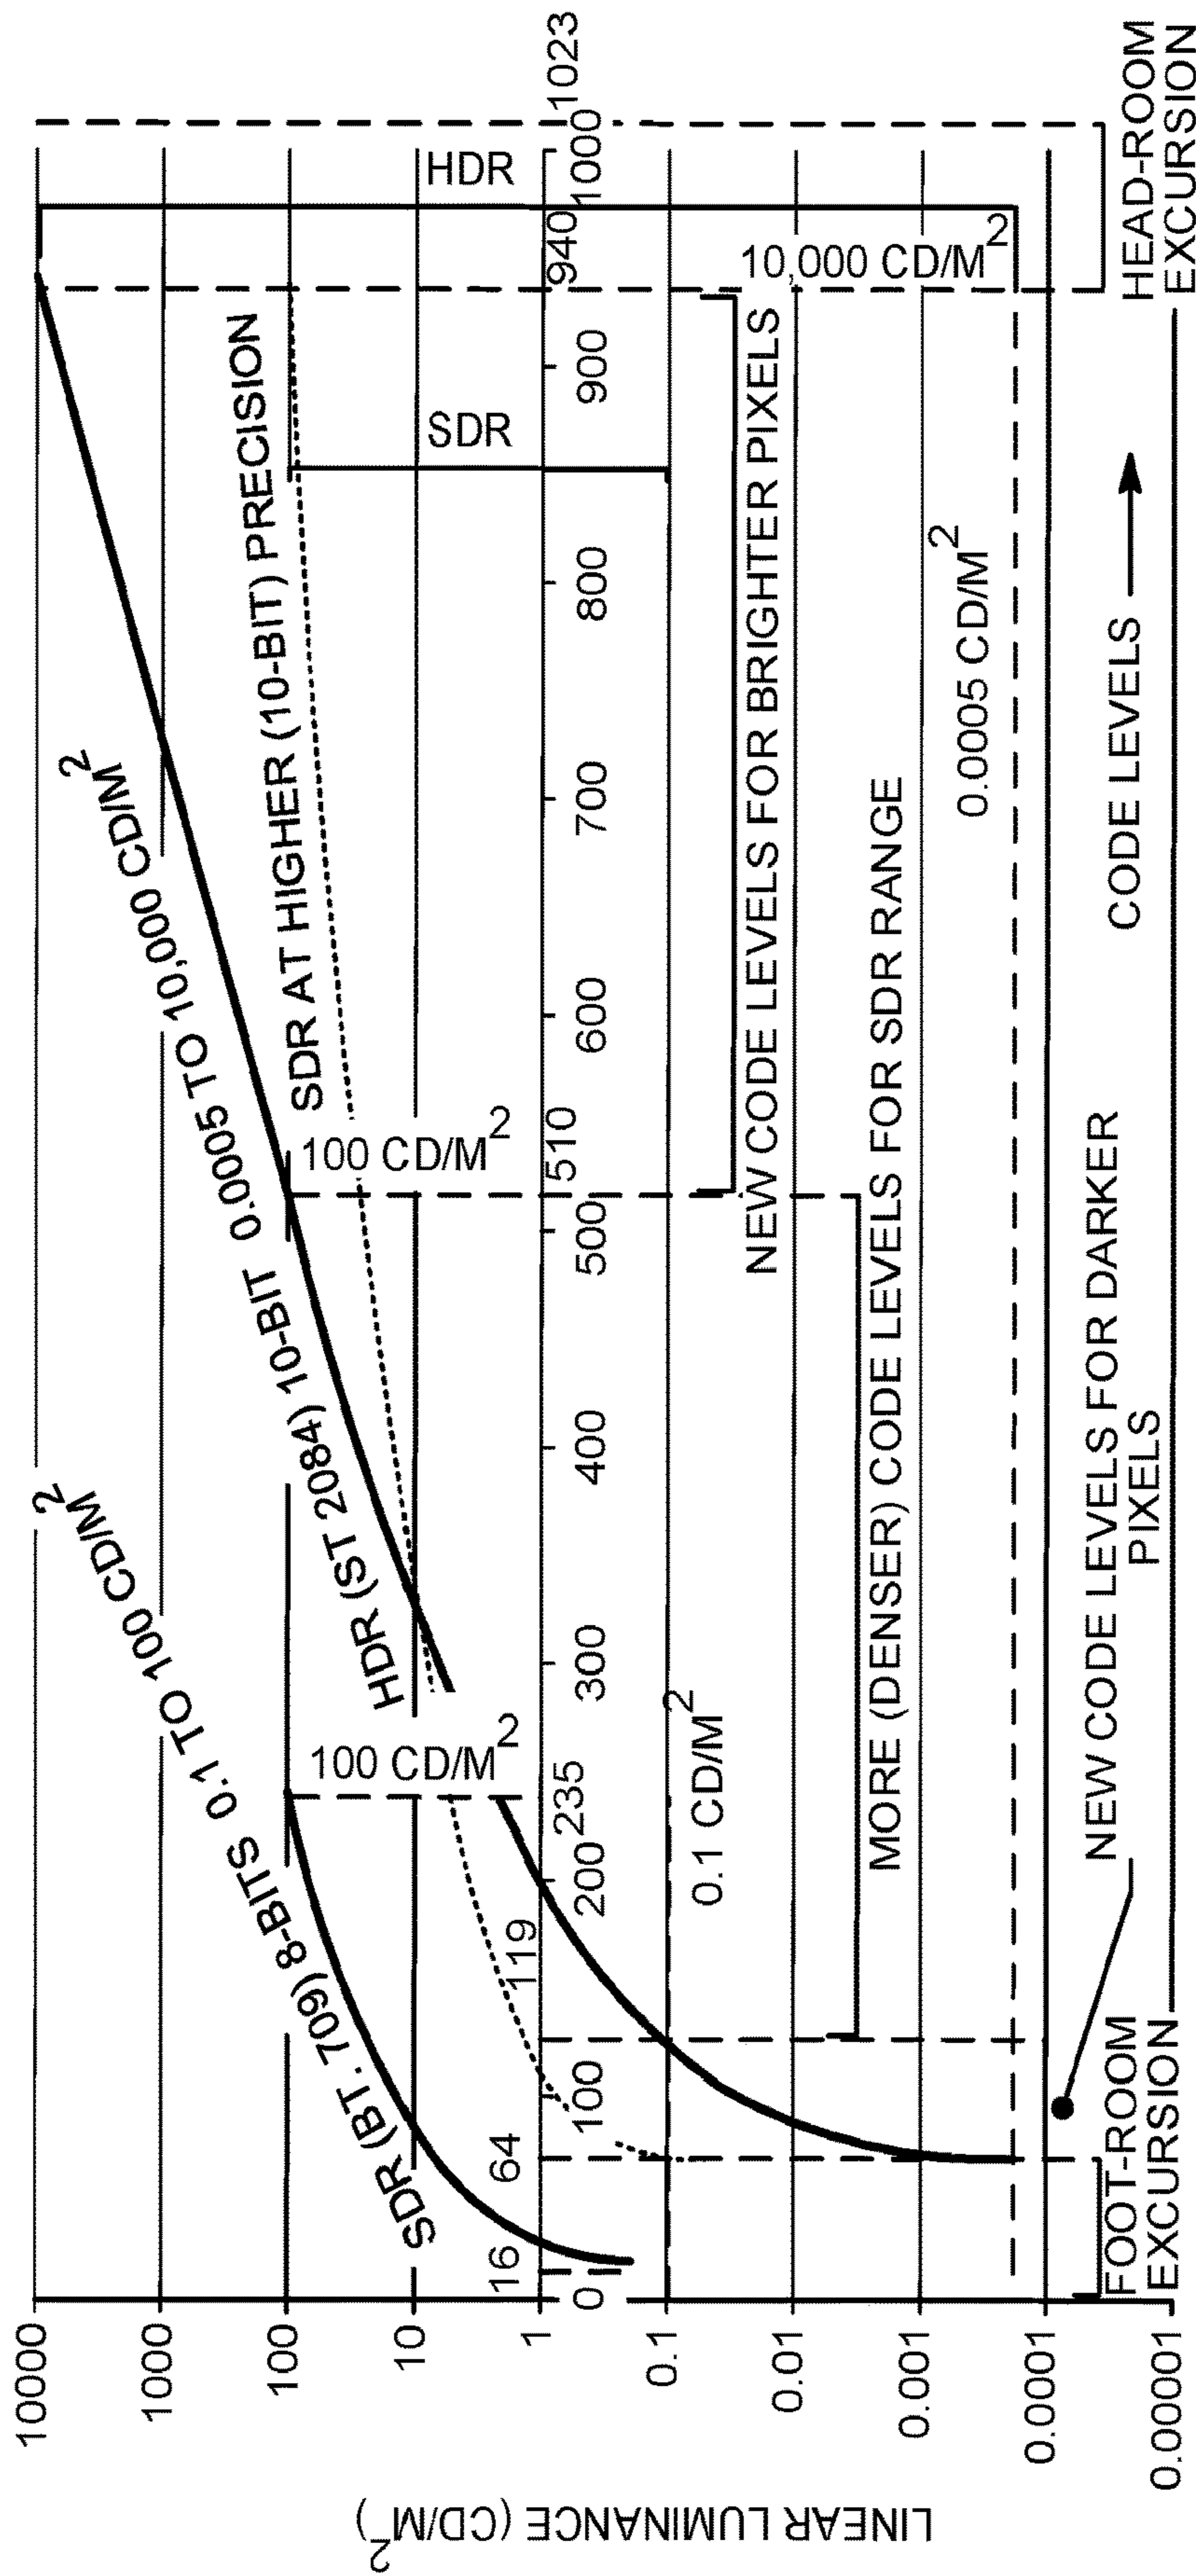 LINEAR LUMINANCE (CD/M2)
10000
1000
100
10
1
0.1
0.01
0.001
0.0001
0.00001
SDR (BT. 709) 8-BITS 0.1 TO 100 CD/M2
HDR (ST 2084) 10-BIT 0.0005 TO 10,000 CD/M2
SDR AT HIGHER (10-BIT) PRECISION
100 CD/M2
100 CD/M2
HDR
SDR
16
64
119
235
510
940
1023
0
100
200
300
400
500
600
700
800
900
1000
0.1 CD/M2
NEW CODE LEVELS FOR BRIGHTER PIXELS
10,000 CD/M2
MORE (DENSER) CODE LEVELS FOR SDR RANGE
0.0005 CD/M2
FOOT-ROOM
EXCURSION
NEW CODE LEVELS FOR DARKER
PIXELS
CODE LEVELS
HEAD-ROOM
EXCURSION